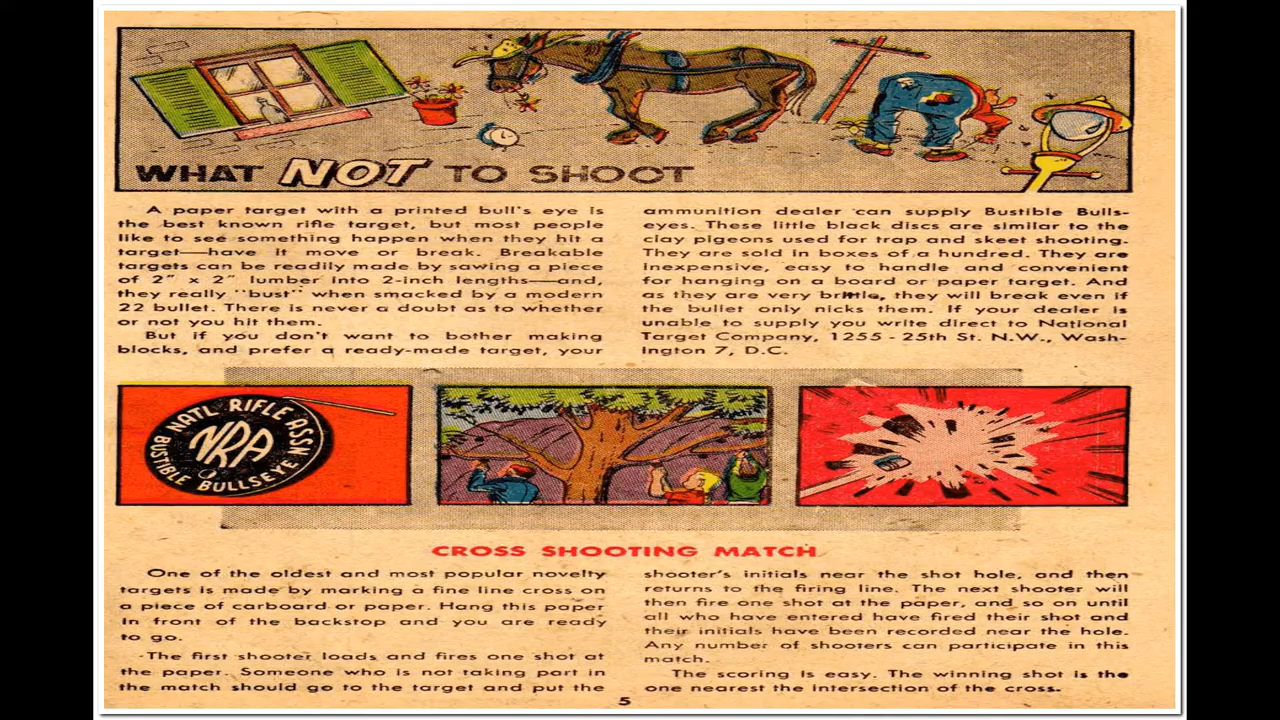 WHAT NOT TO SHOOT
A paper target with a printed bull's eye is
the best known rifle target, but most people
like to see something happen when they hit a
target—have it move or break. Breakable
targets can be readily made by sawing a piece
of 2" x 2" lumber into 2-inch lengths—and,
they really "bust" when smacked by a modern
22 bullet. There is never a doubt as to whether
or not you hit them.
But if you don't want to bother making
blocks, and prefer a ready-made target, your
ammunition dealer can supply Bustible Bulls-
eyes. These little black discs are similar to the
clay pigeons used for trap and skeet shooting.
They are sold in boxes of a hundred. They are
inexpensive, easy to handle and convenient
for hanging on a board or paper target. And
as they are very brittle, they will break even if
the bullet only nicks them. If your dealer is
unable to supply you write direct to National
Target Company, 1255 - 25th St. N.W., Wash-
ington 7, D.C.
NATL RIFLE ASSN
NRA
BUSTIBLE BULLSEYE
CROSS SHOOTING MATCH
One of the oldest and most popular novelty
targets is made by marking a fine line cross on
a piece of carboard or paper. Hang this paper
in front of the backstop and you are ready
to go.
The first shooter loads and fires one shot at
the paper. Someone who is not taking part in
the match should go to the target and put the
shooter's initials near the shot hole, and then
returns to the firing line. The next shooter will
then fire one shot at the paper, and so on until
all who have entered have fired their shot and
their initials have been recorded near the hole.
Any number of shooters can participate in this
match.
The scoring is easy. The winning shot is the
one nearest the intersection of the cross.
5